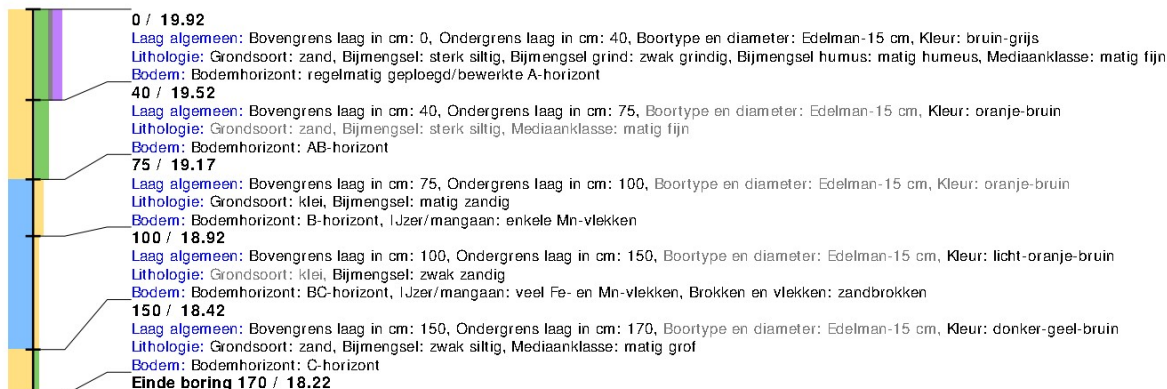 0 / 19.92
Laag algemeen: Bovengrens laag in cm: 0, Ondergrens laag in cm: 40, Boortype en diameter: Edelman-15 cm, Kleur: bruin-grijs
Lithologie: Grondsoort: zand, Bijmengsel: sterk siltig, Bijmengsel grind: zwak grindig, Bijmengsel humus: matig humeus, Mediaanklasse: matig fijn
Bodem: Bodemhorizont: regelmatig geploegd/bewerkte A-horizont
40 / 19.52
Laag algemeen: Bovengrens laag in cm: 40, Ondergrens laag in cm: 75, Boortype en diameter: Edelman-15 cm, Kleur: oranje-bruin
Lithologie: Grondsoort: zand, Bijmengsel: sterk siltig, Mediaanklasse: matig fijn
Bodem: Bodemhorizont: AB-horizont
75 / 19.17
Laag algemeen: Bovengrens laag in cm: 75, Ondergrens laag in cm: 100, Boortype en diameter: Edelman-15 cm, Kleur: oranje-bruin
Lithologie: Grondsoort: klei, Bijmengsel: matig zandig
Bodem: Bodemhorizont: B-horizont, IJzer/mangaan: enkele Mn-vlekken
100 / 18.92
Laag algemeen: Bovengrens laag in cm: 100, Ondergrens laag in cm: 150, Boortype en diameter: Edelman-15 cm, Kleur: licht-oranje-bruin
Lithologie: Grondsoort: klei, Bijmengsel: zwak zandig
Bodem: Bodemhorizont: BC-horizont, IJzer/mangaan: veel Fe- en Mn-vlekken, Brokken en vlekken: zandbrokken
150 / 18.42
Laag algemeen: Bovengrens laag in cm: 150, Ondergrens laag in cm: 170, Boortype en diameter: Edelman-15 cm, Kleur: donker-geel-bruin
Lithologie: Grondsoort: zand, Bijmengsel: zwak siltig, Mediaanklasse: matig grof
Bodem: Bodemhorizont: C-horizont
Einde boring 170 / 18.22